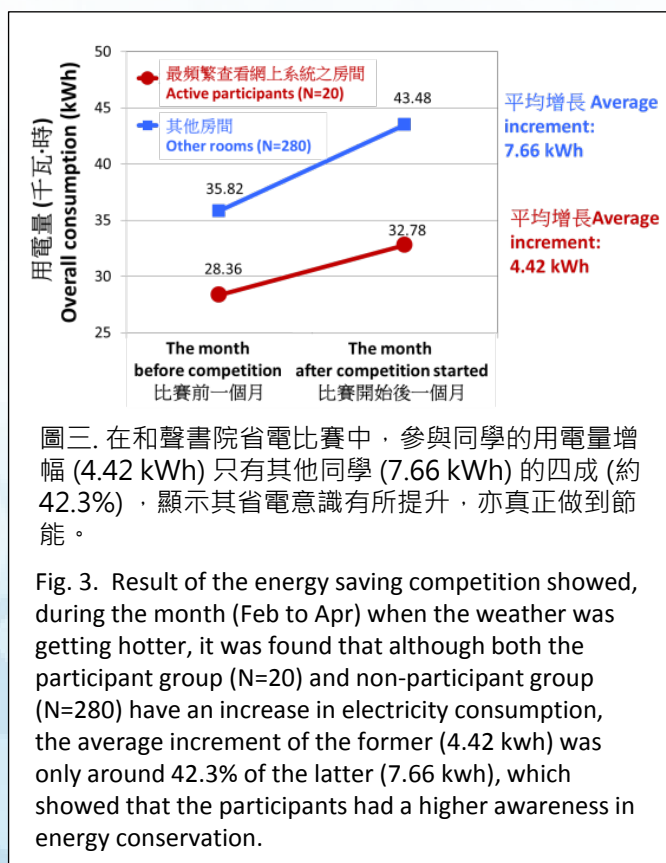 用電量 (千瓦·時)
Overall consumption (kWh)
50
45
40
35
30
25
最頻繁查看網上系統之房間
Active participants (N=20)
其他房間
Other rooms (N=280)
43.48
35.82
32.78
28.36
平均增長 Average
increment:
7.66 kWh
平均增長Average
increment:
4.42 kWh
The month
before competition
比賽前一個月
The month
after competition started
比賽開始後一個月
圖三. 在和聲書院省電比賽中，參與同學的用電量增
幅 (4.42 kWh) 只有其他同學 (7.66 kWh) 的四成 (約
42.3%) ，顯示其省電意識有所提升，亦真正做到節
能。
Fig. 3.  Result of the energy saving competition showed,
during the month (Feb to Apr) when the weather was
getting hotter, it was found that although both the
participant group (N=20) and non-participant group
(N=280) have an increase in electricity consumption,
the average increment of the former (4.42 kwh) was
only around 42.3% of the latter (7.66 kwh), which
showed that the participants had a higher awareness in
energy conservation.